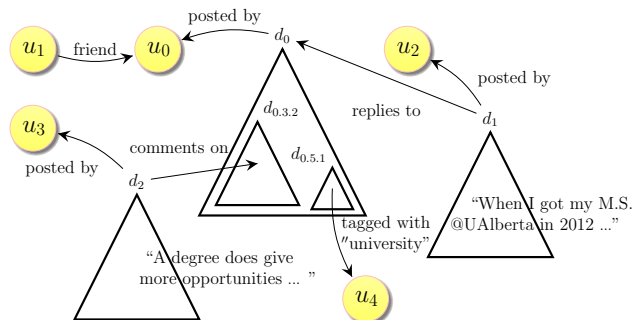 posted by
d₀
u₁
friend
u₀
u₂
posted by
replies to
d₁
u₃
posted by
d₂
comments on
d₀.₃.₂
d₀.₅.₁
"When I got my M.S.
@UAlberta in 2012 ..."
tagged with
"university"
"A degree does give
more opportunities ... "
u₄